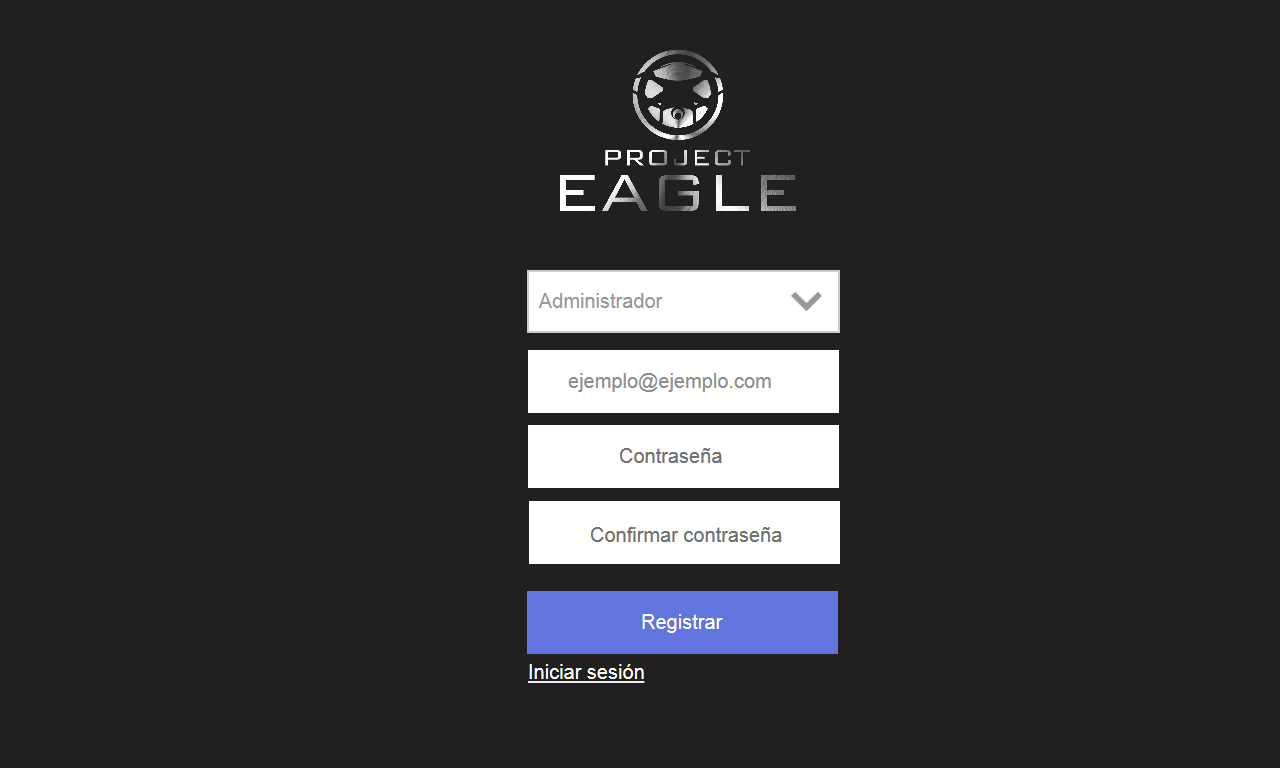 PROJECT
EAGLE
Administrador
ejemplo@ejemplo.com
Contraseña
Confirmar contraseña
Registrar
Iniciar sesión